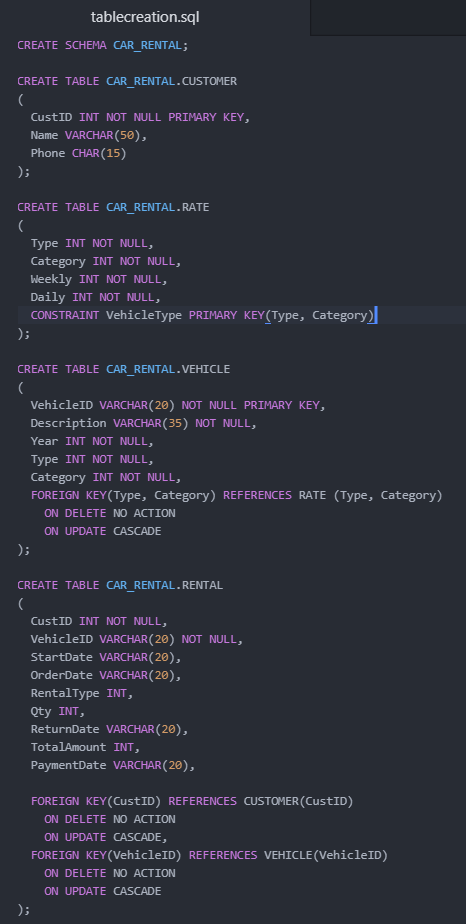 tablecreation.sql
CREATE SCHEMA CAR_RENTAL;
CREATE TABLE CAR_RENTAL.CUSTOMER
(
CustID INT NOT NULL PRIMARY KEY,
Name VARCHAR(50),
Phone CHAR(15)
);
CREATE TABLE CAR_RENTAL.RATE
(
Type INT NOT NULL,
Category INT NOT NULL,
Weekly INT NOT NULL,
Daily INT NOT NULL,
CONSTRAINT VehicleType PRIMARY KEY(Type, Category)
);
CREATE TABLE CAR_RENTAL.VEHICLE
(
VehicleID VARCHAR(20) NOT NULL PRIMARY KEY,
Description VARCHAR(35) NOT NULL,
Year INT NOT NULL,
Type INT NOT NULL,
Category INT NOT NULL,
FOREIGN KEY(Type, Category) REFERENCES RATE (Type, Category)
ON DELETE NO ACTION
ON UPDATE CASCADE
);
CREATE TABLE CAR_RENTAL.RENTAL
(
CustID INT NOT NULL,
VehicleID VARCHAR(20) NOT NULL,
StartDate VARCHAR(20),
OrderDate VARCHAR(20),
RentalType INT,
Qty INT,
ReturnDate VARCHAR(20),
TotalAmount INT,
PaymentDate VARCHAR(20),
FOREIGN KEY(CustID) REFERENCES CUSTOMER(CustID)
ON DELETE NO ACTION
ON UPDATE CASCADE,
FOREIGN KEY(VehicleID) REFERENCES VEHICLE(VehicleID)
ON DELETE NO ACTION
ON UPDATE CASCADE
);